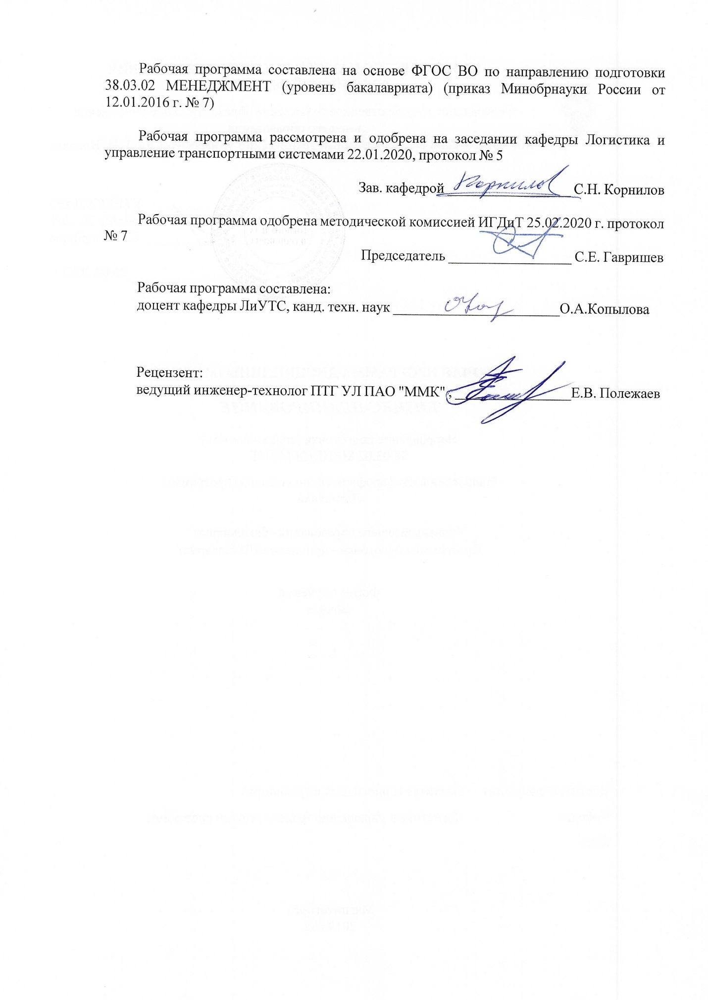 Рабочая программа составлена на основе ФГОС ВО по направлению подготовки
38.03.02 МЕНЕДЖМЕНТ (уровень бакалавриата) (приказ Минобрнауки России от
12.01.2016 г. № 7)
Рабочая программа рассмотрена и одобрена на заседании кафедры Логистика и
управление транспортными системами 22.01.2020, протокол № 5
Зав. кафедрой Корнилов С.Н. Корнилов
Рабочая программа одобрена методической комиссией ИГДиТ 25.02.2020 г. протокол
№ 7
Председатель __________________ С.Е. Гавришев
Рабочая программа составлена:
доцент кафедры ЛиУТС, канд. техн. наук ________________________О.А.Копылова
Рецензент:
ведущий инженер-технолог ПТГ УЛ ПАО "ММК" , _________________Е.В. Полежаев